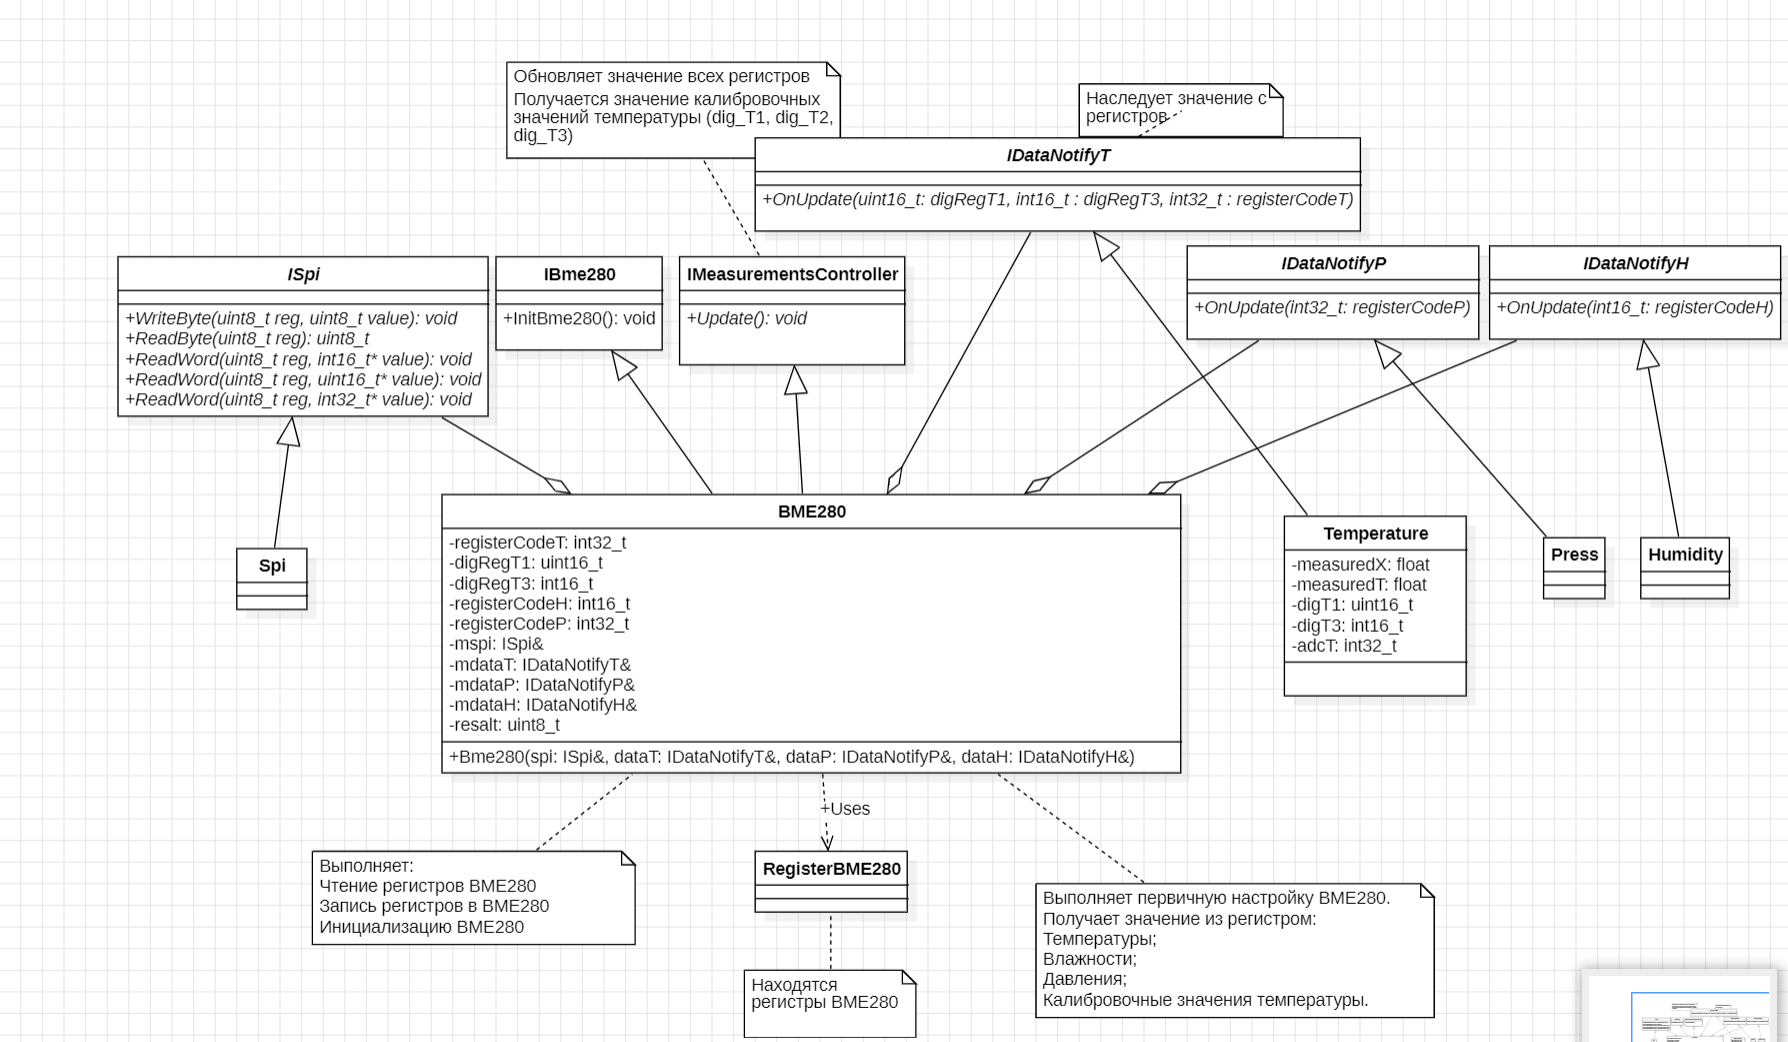 Обновляет значение всех регистров
Получается значение калибровочных
значений температуры (dig_T1, dig_T2,
dig_T3)
Наследует значение с
регистров
IDataNotifyT
+OnUpdate(uint16_t: digRegT1, int16_t : digRegT3, int32_t : registerCodeT)
ISpi
+WriteByte(uint8_t reg, uint8_t value): void
+ReadByte(uint8_t reg): uint8_t
+ReadWord(uint8_t reg, int16_t* value): void
+ReadWord(uint8_t reg, uint16_t* value): void
+ReadWord(uint8_t reg, int32_t* value): void
IBme280
+InitBme280(): void
IMeasurementsController
+Update(): void
IDataNotifyP
+OnUpdate(int32_t: registerCodeP)
IDataNotifyH
+OnUpdate(int16_t: registerCodeH)
Spi
BME280
-registerCodeT: int32_t
-digRegT1: uint16_t
-digRegT3: int16_t
-registerCodeH: int16_t
-registerCodeP: int32_t
-mspi: ISpi&
-mdataT: IDataNotifyT&
-mdataP: IDataNotifyP&
-mdataH: IDataNotifyH&
-resalt: uint8_t
+Bme280(spi: ISpi&, dataT: IDataNotifyT&, dataP: IDataNotifyP&, dataH: IDataNotifyH&)
Temperature
-measuredX: float
-measuredT: float
-digT1: uint16_t
-digT3: int16_t
-adcT: int32_t
Press
Humidity
+Uses
Выполняет:
Чтение регистров BME280
Запись регистров в BME280
Инициализацию BME280
RegisterBME280
Находятся
регистры BME280
Выполняет первичную настройку BME280.
Получает значение из регистром:
Температуры;
Влажности;
Давления;
Калибровочные значения температуры.